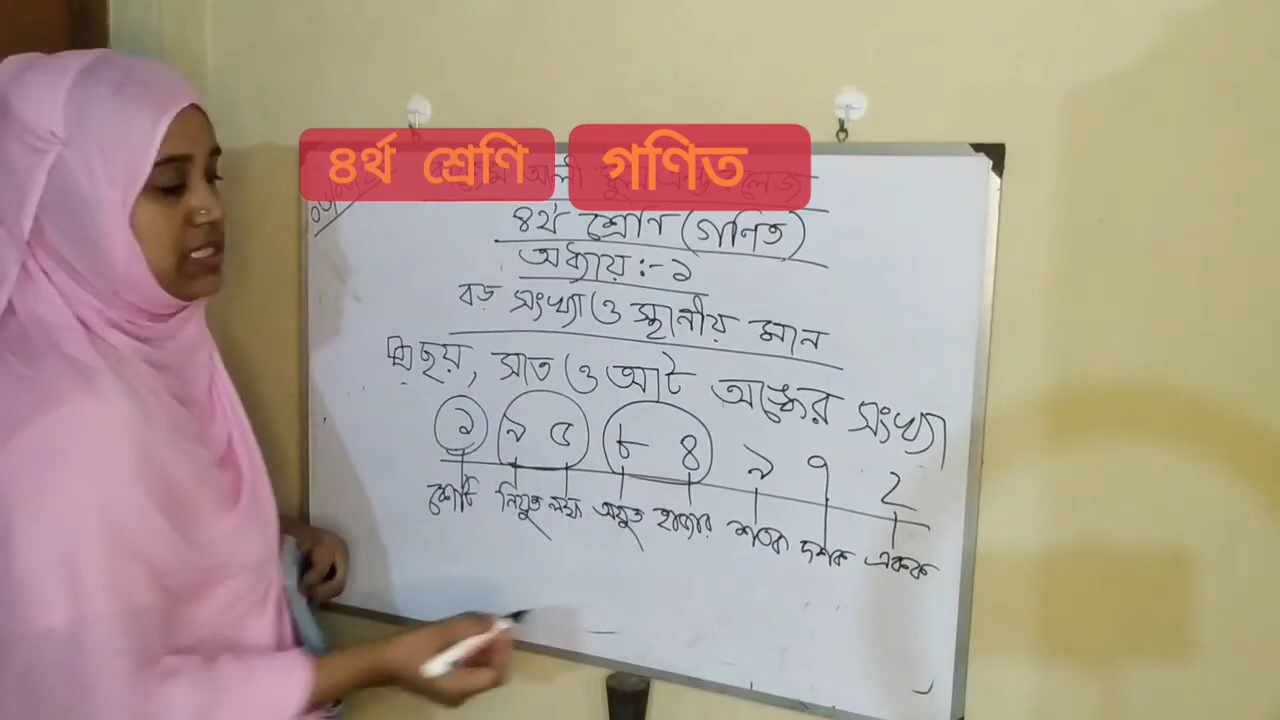 ৪র্থ শ্রেণি গণিত
৪র্থ শ্রেণি (গণিত)
অধ্যায় :- ১
বড় সংখ্যা ও স্থানীয় মান
ছয়, সাত ও আট অঙ্কের সংখ্যা
১ ৯ ৫ ৮ ৪ ৯ ৭ ২
কোটি নিযুত লক্ষ অযুত হাজার শতক দশক একক